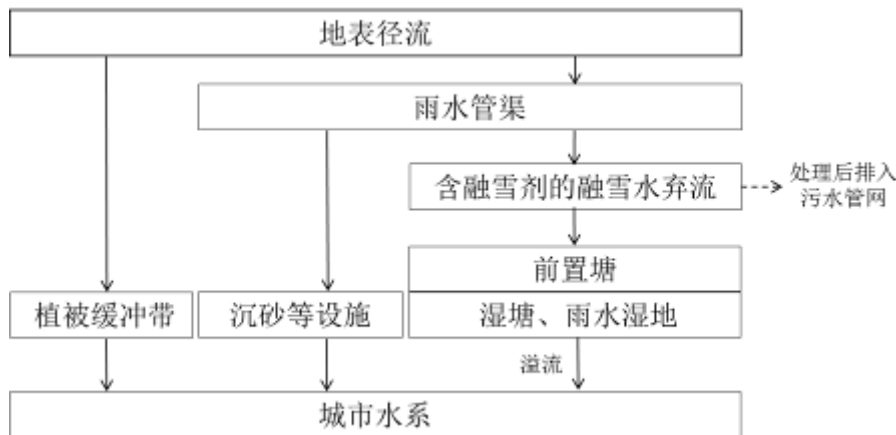 地表径流
雨水管渠
含融雪剂的融雪水弃流
处理后排入
污水管网
前置塘
植被缓冲带
沉砂等设施
湿塘、雨水湿地
溢流
城市水系